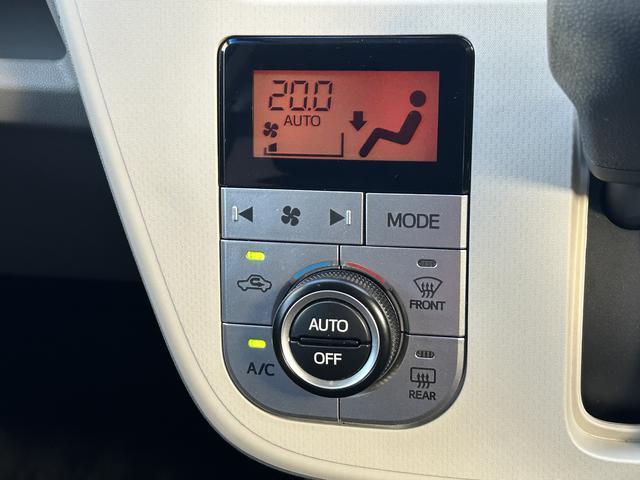 20.0
AUTO
MODE
FRONT
AUTO
OFF
A/C
REAR